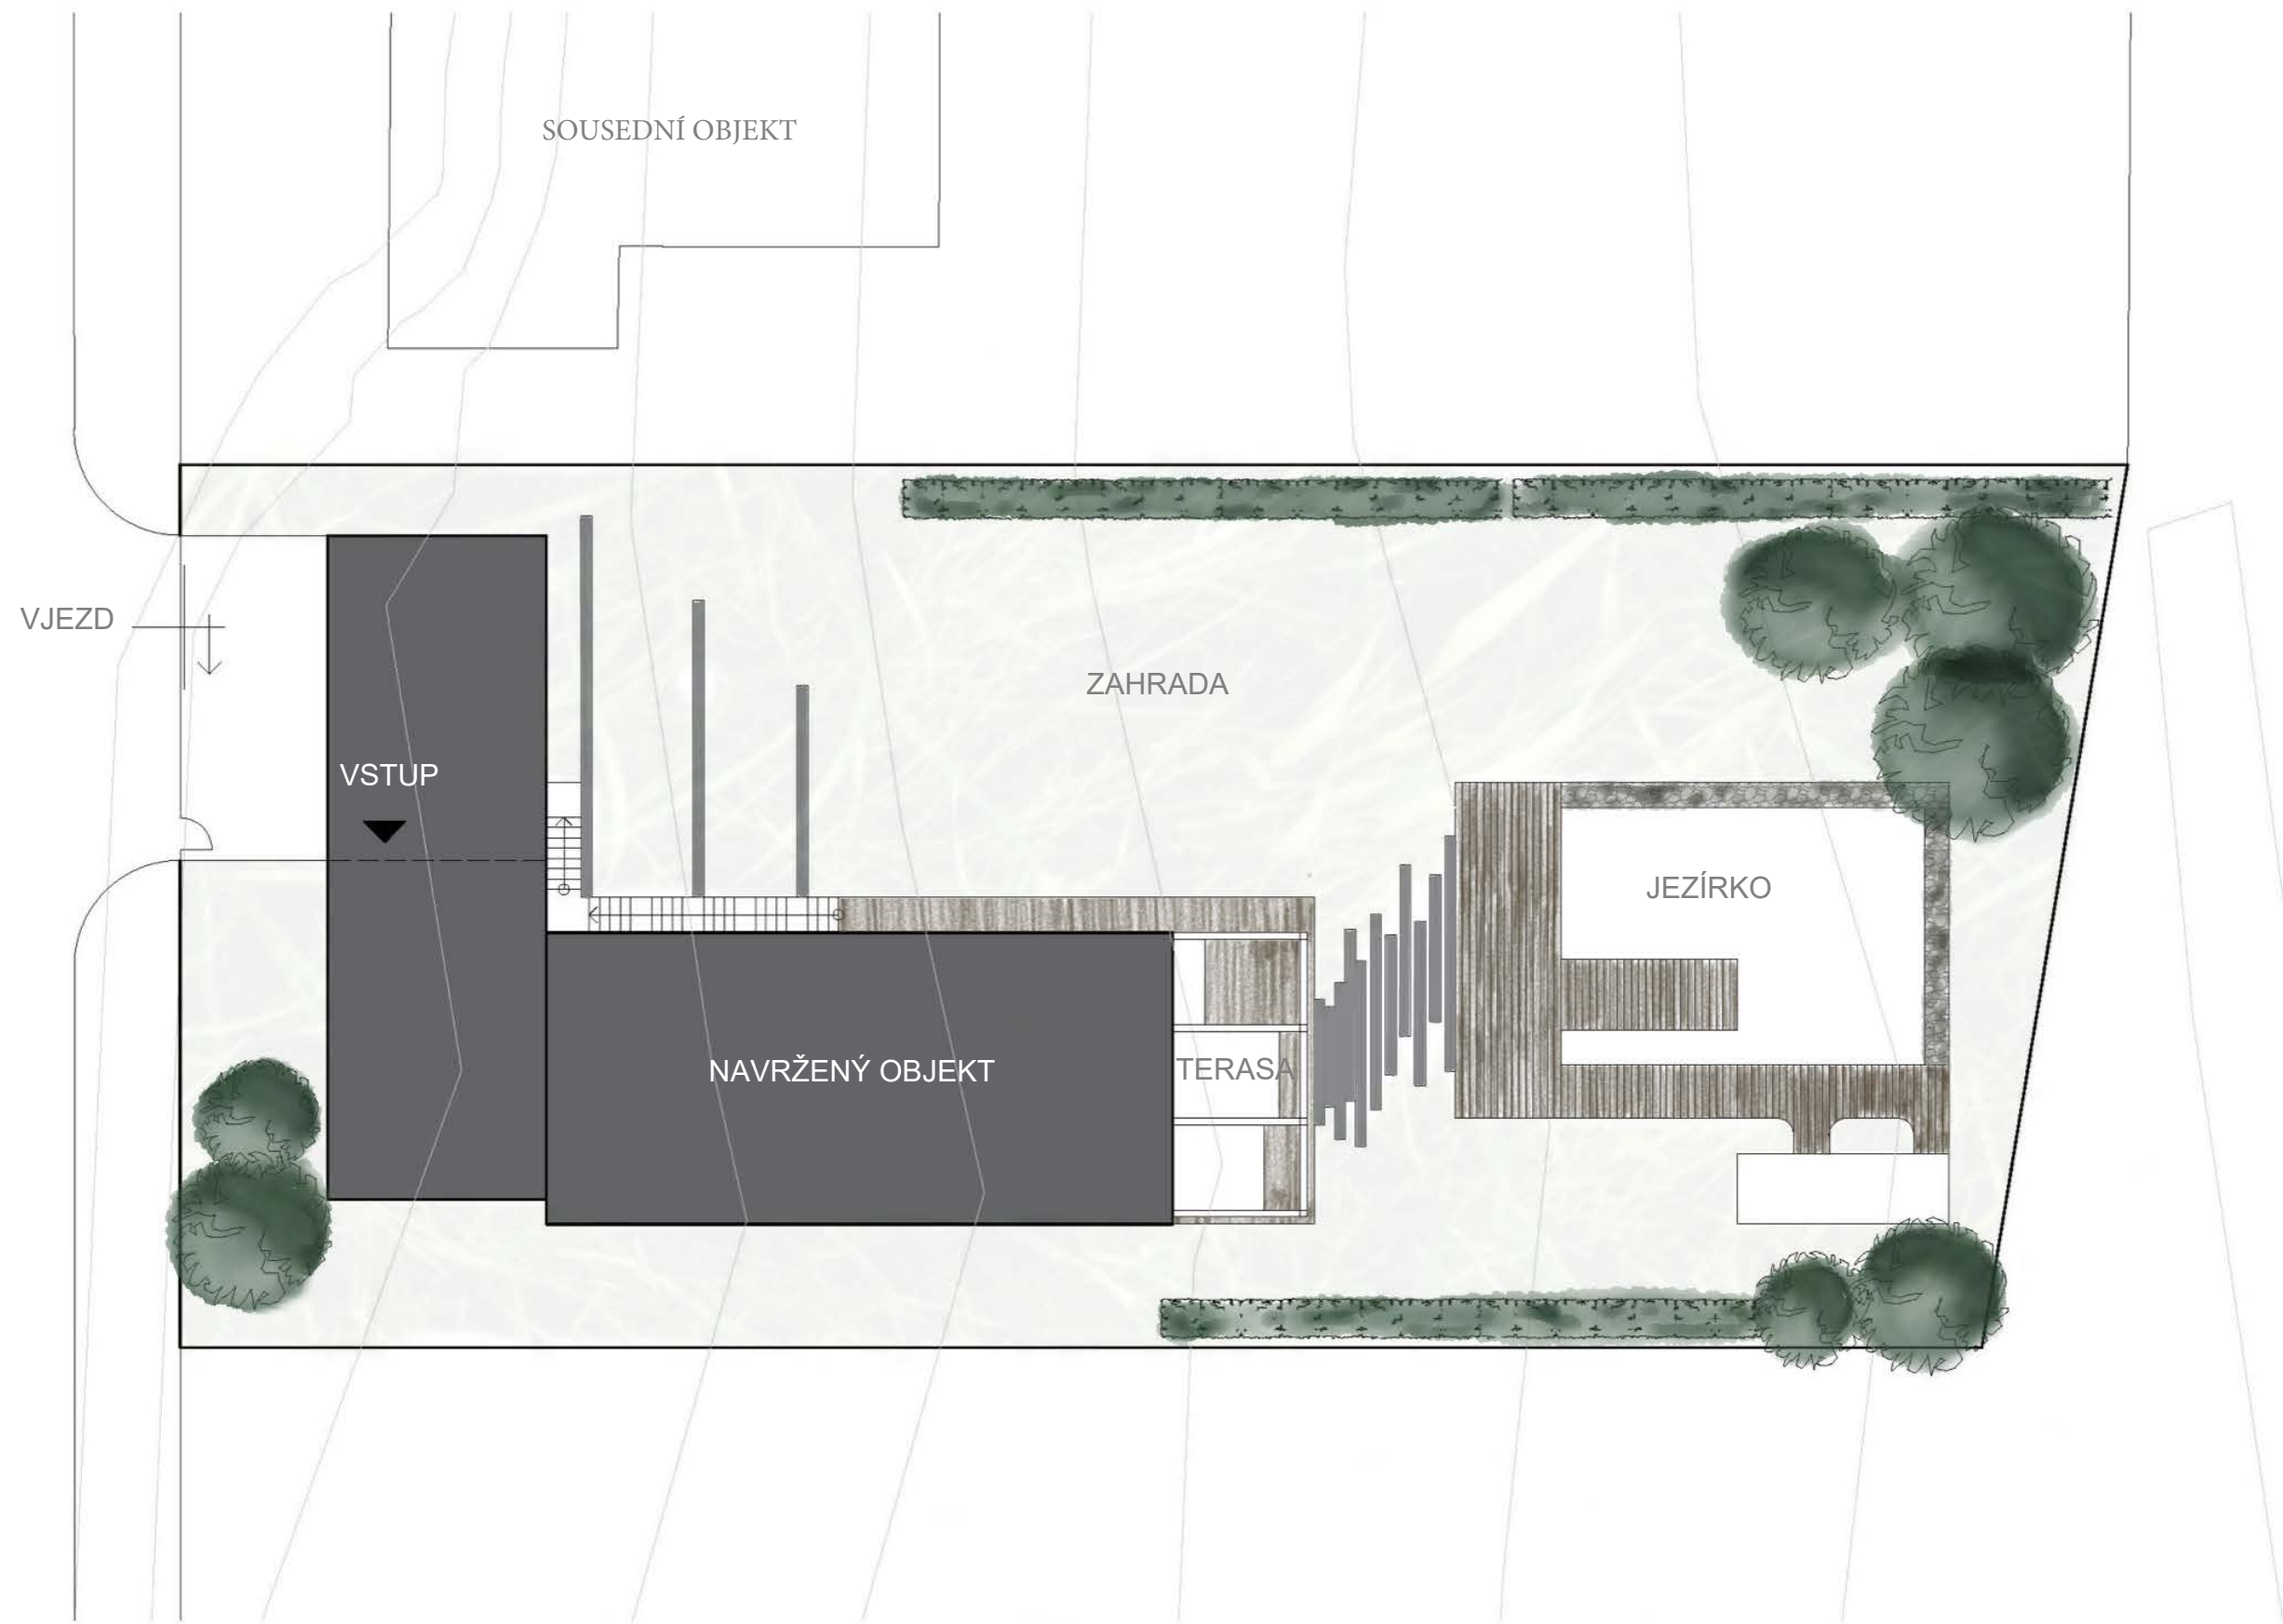 SOUSEDNÍ OBJEKT
VJEZD
ZAHRADA
VSTUP
JEZÍRKO
NAVRŽENÝ OBJEKT
TERASA